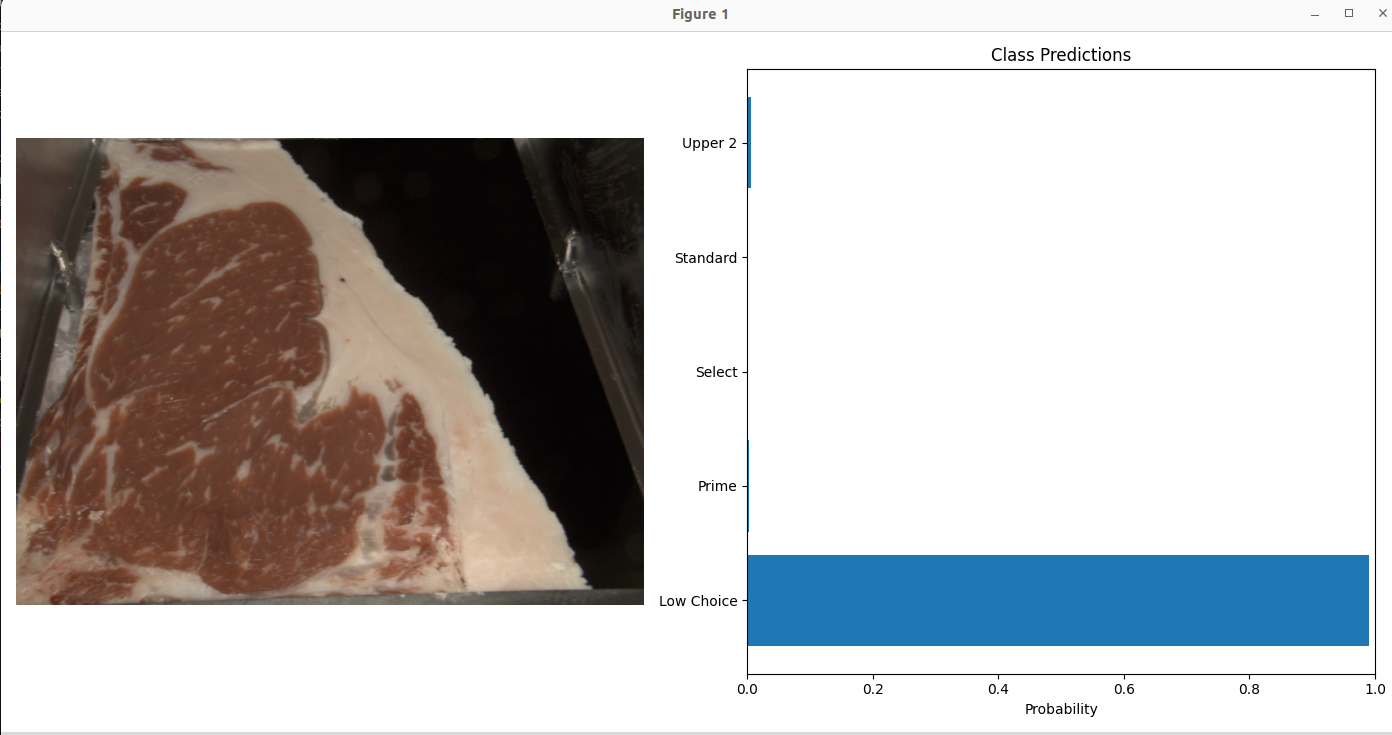 Figure 1
Class Predictions
Upper 2
Standard
Select
Prime
Low Choice
0.0 0.2 0.4 0.6 0.8 1.0
Probability